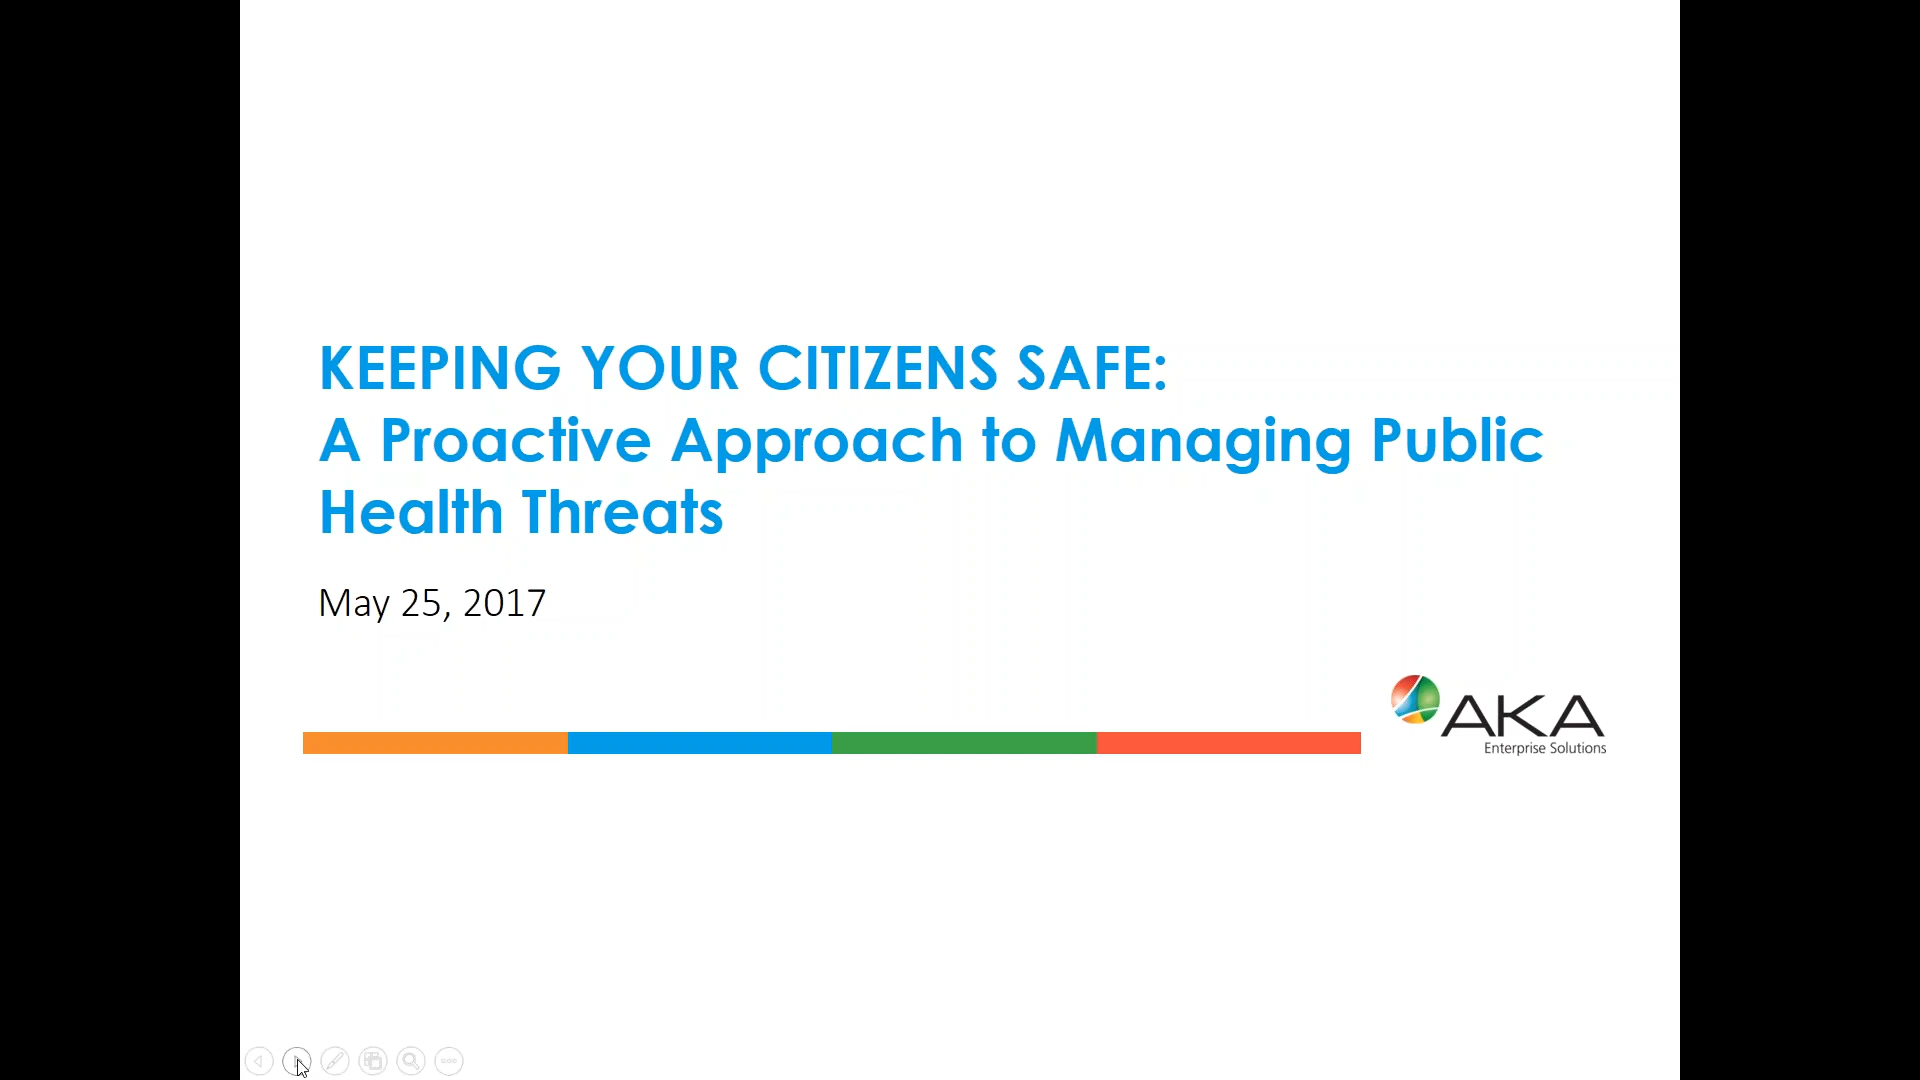 KEEPING YOUR CITIZENS SAFE:
A Proactive Approach to Managing Public
Health Threats
May 25, 2017
AKA
Enterprise Solutions